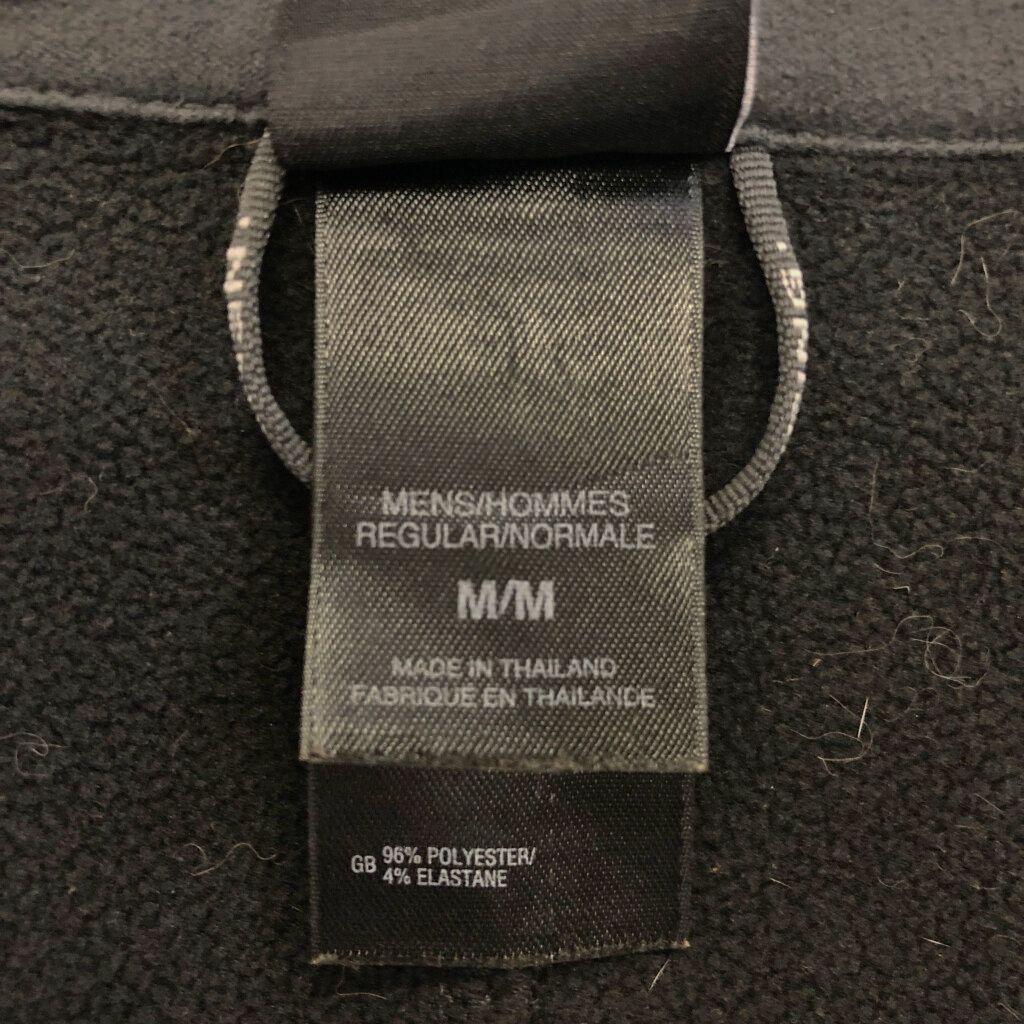 MENS/HOMMES
REGULAR/NORMALE
M/M
MADE IN THAILAND
FABRIQUE EN THAILANDE
GB 96% POLYESTER/
4% ELASTANE